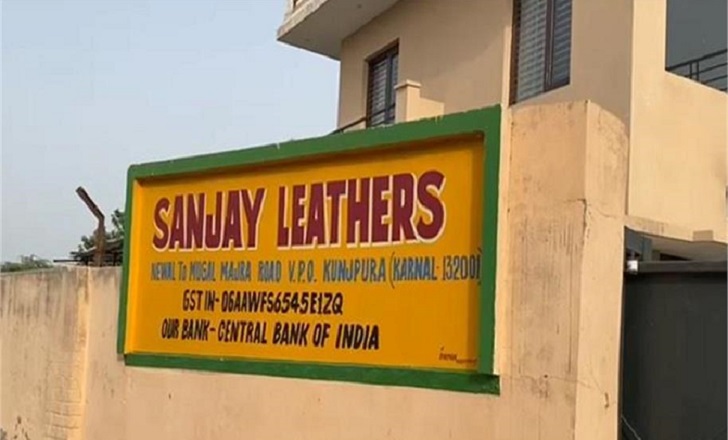 SANJAY LEATHERS
NEWAL TO MUGAL MAJRA ROAD V.P.O. KUNJPURA (KARNAL-132001
GSTIN-06AAWFS6545E1ZQ
OUR BANK-CENTRAL BANK OF INDIA